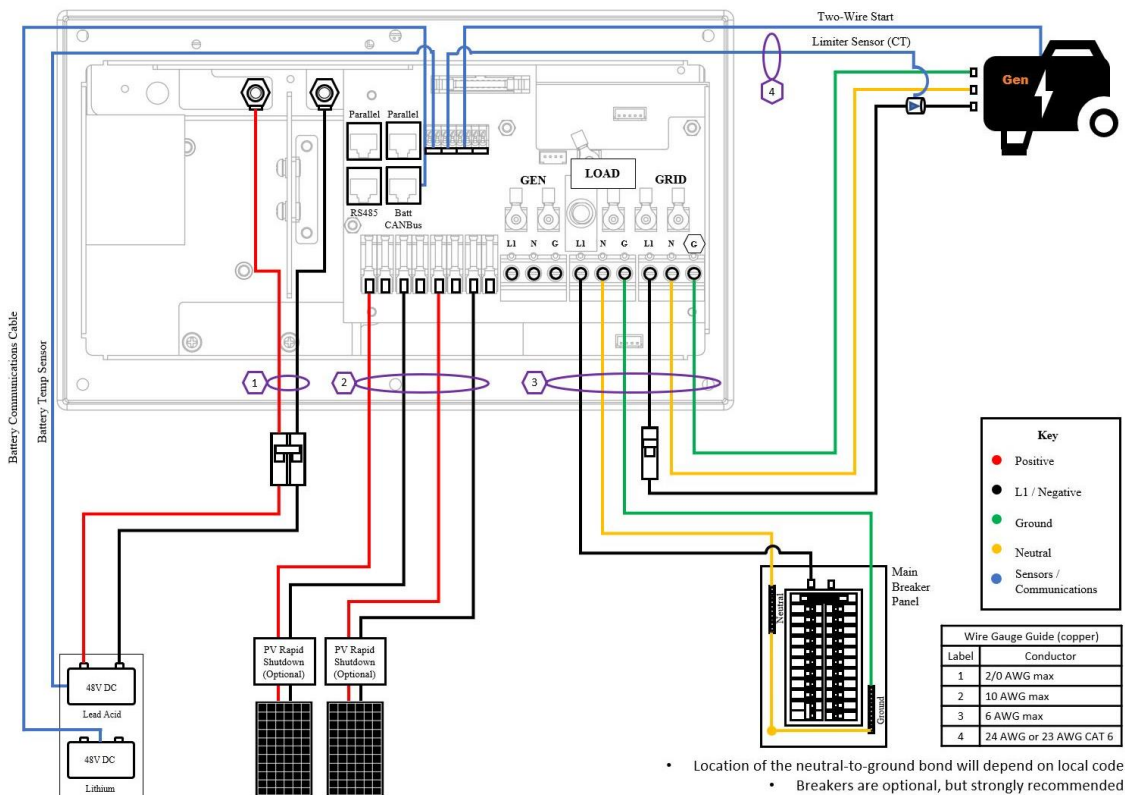 Two-Wire Start
Limiter Sensor (CT)
4
Gen
Parallel Parallel
RS485
Batt
CANBus
GEN
LOAD
GRID
L1 N G L1 N G L1 N G
1
2
3
Battery Communications Cable
Battery Temp Sensor
Key
Positive
L1 / Negative
Ground
Neutral
Sensors /
Communications
Main
Breaker
Panel
Neutral
Ground
PV Rapid
Shutdown
(Optional)
PV Rapid
Shutdown
(Optional)
48V DC
Lead Acid
48V DC
Lithium
Wire Gauge Guide (copper)
Label Conductor
1 2/0 AWG max
2 10 AWG max
3 6 AWG max
4 24 AWG or 23 AWG CAT 6
• Location of the neutral-to-ground bond will depend on local code
• Breakers are optional, but strongly recommended